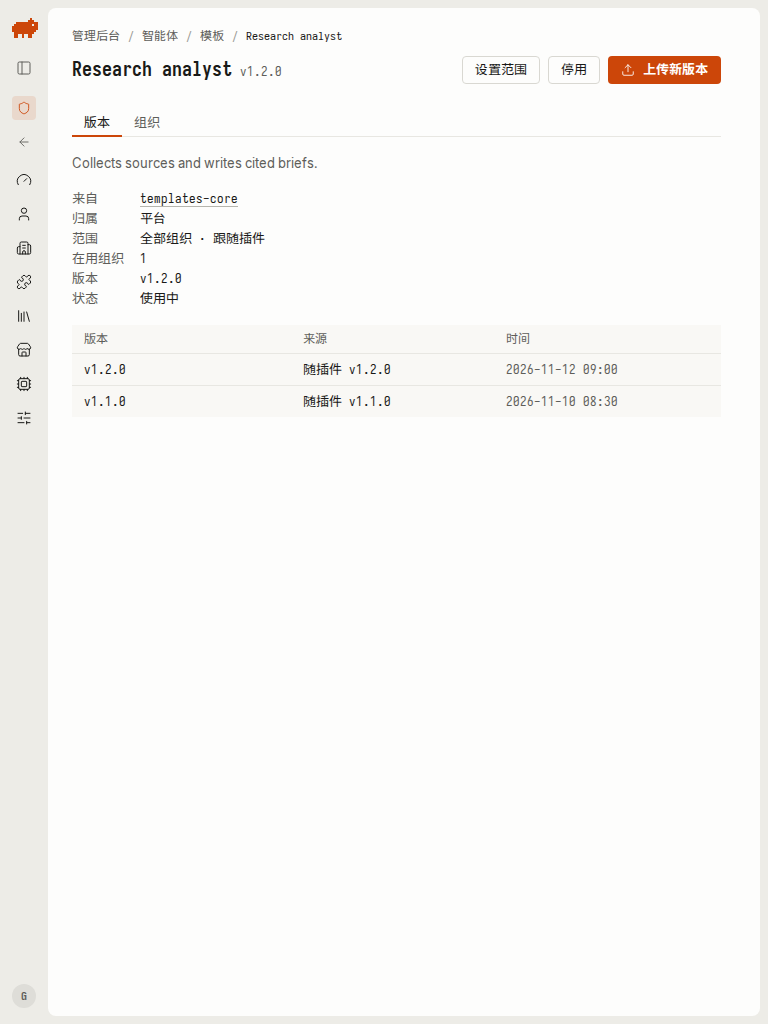 管理后台 / 智能体 / 模板 / Research analyst
Research analyst v1.2.0
设置范围 停用 上传新版本
版本 组织
Collects sources and writes cited briefs.
来自 templates-core
归属 平台
范围 全部组织 · 跟随插件
在用组织 1
版本 v1.2.0
状态 使用中
版本 来源 时间
v1.2.0 随插件 v1.2.0 2026-11-12 09:00
v1.1.0 随插件 v1.1.0 2026-11-10 08:30
G